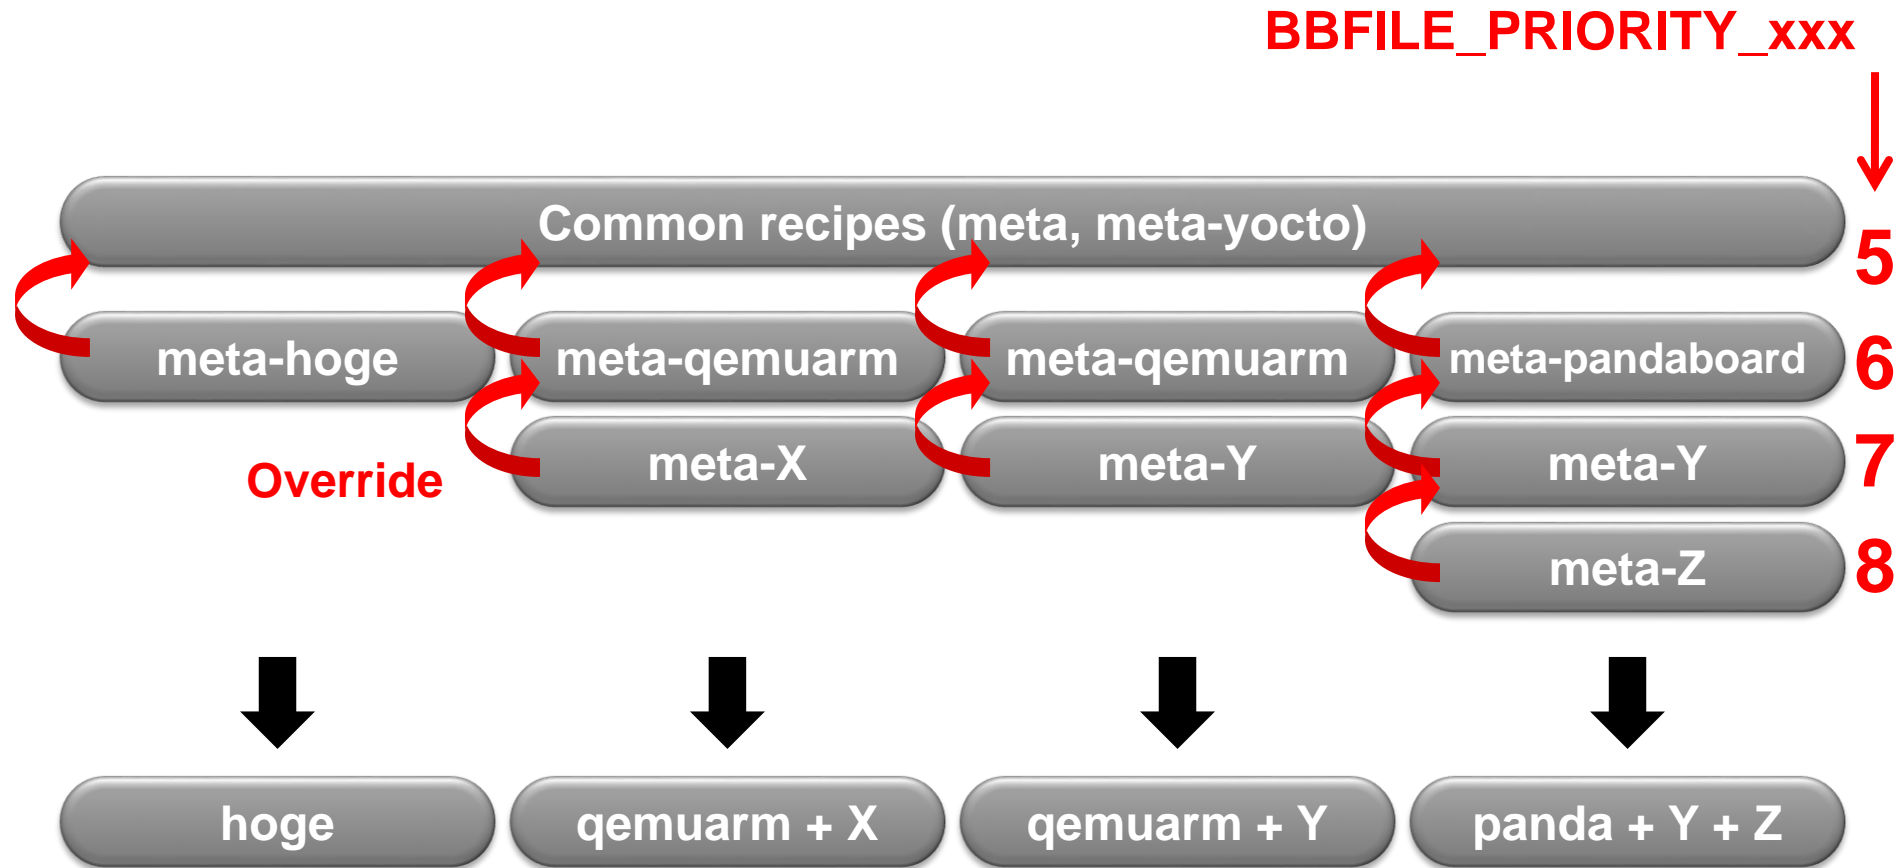 BBFILE_PRIORITY_xxx
Common recipes (meta, meta-yocto)
5
meta-hoge
meta-qemuarm
meta-qemuarm
meta-pandaboard
6
Override
meta-X
meta-Y
meta-Y
7
meta-Z
8
hoge
qemuarm + X
qemuarm + Y
panda + Y + Z